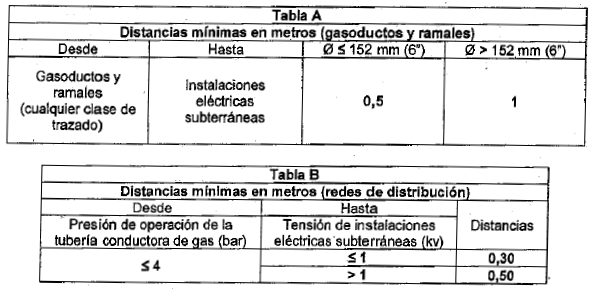 Tabla A
Distancias mínimas en metros (gasoductos y ramales)
Desde Hasta Ø ≤ 152 mm (6") Ø > 152 mm (6")
Gasoductos y
ramales
(cualquier clase de
trazado)
Instalaciones
eléctricas
subterráneas
0,5 1
Tabla B
Distancias mínimas en metros (redes de distribución)
Desde Hasta
Presión de operación de la
tubería conductora de gas (bar)
Tensión de instalaciones
eléctricas subterráneas (kv)
Distancias
≤ 4
≤ 1 0,30
> 1 0,50